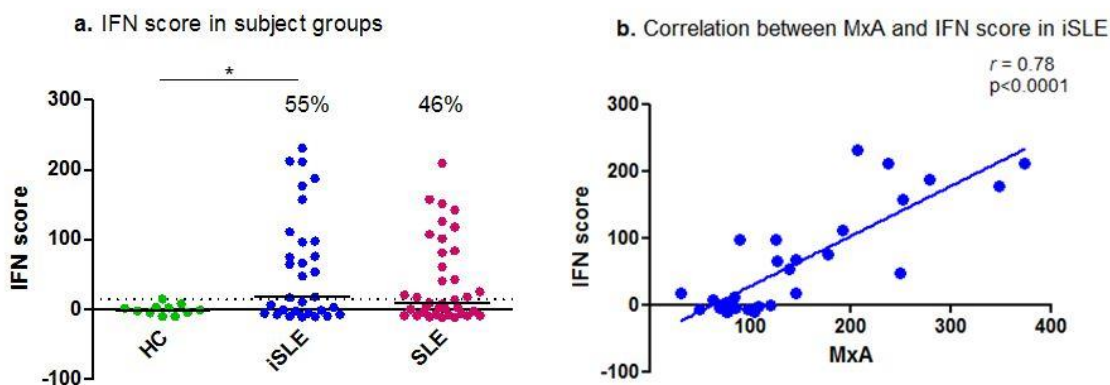 a. IFN score in subject groups
*
55%
46%
300
200
100
0
-100
IFN score
HC
iSLE
SLE
b. Correlation between MxA and IFN score in iSLE
r = 0.78
p<0.0001
300
200
100
0
-100
IFN score
100
200
300
400
MxA